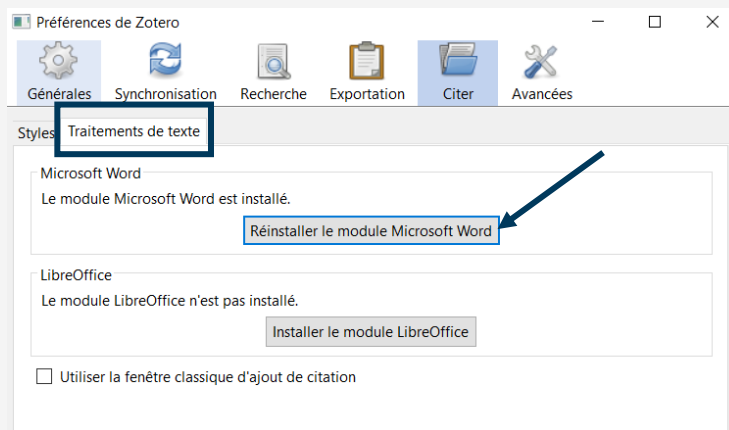 Préférences de Zotero
Générales Synchronisation Recherche Exportation Citer Avancées
Styles Traitements de texte
Microsoft Word
Le module Microsoft Word est installé.
Réinstaller le module Microsoft Word
LibreOffice
Le module LibreOffice n'est pas installé.
Installer le module LibreOffice
Utiliser la fenêtre classique d'ajout de citation